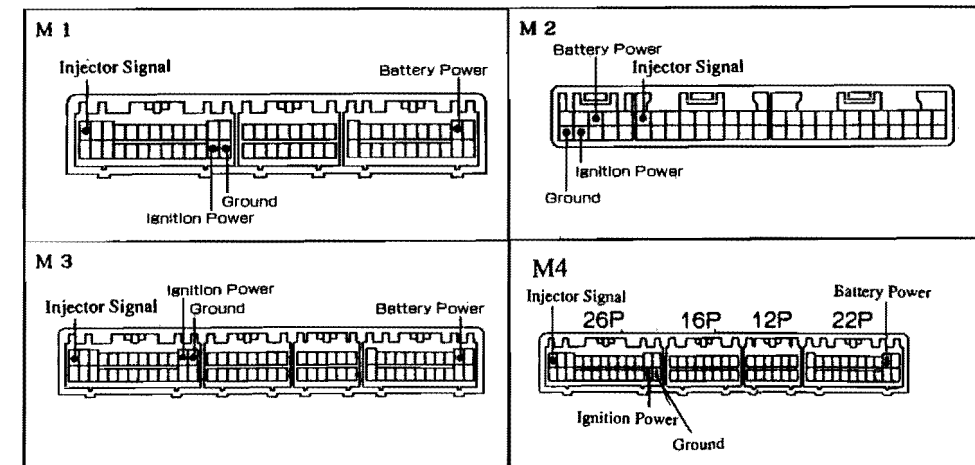 M 1
Injector Signal
Battery Power
Ignition Power
Ground
M 2
Battery Power
Injector Signal
Ignition Power
Ground
M 3
Ignition Power
Injector Signal
Ground
Battery Power
M4
Injector Signal
Battery Power
26P 16P 12P 22P
Ignition Power
Ground